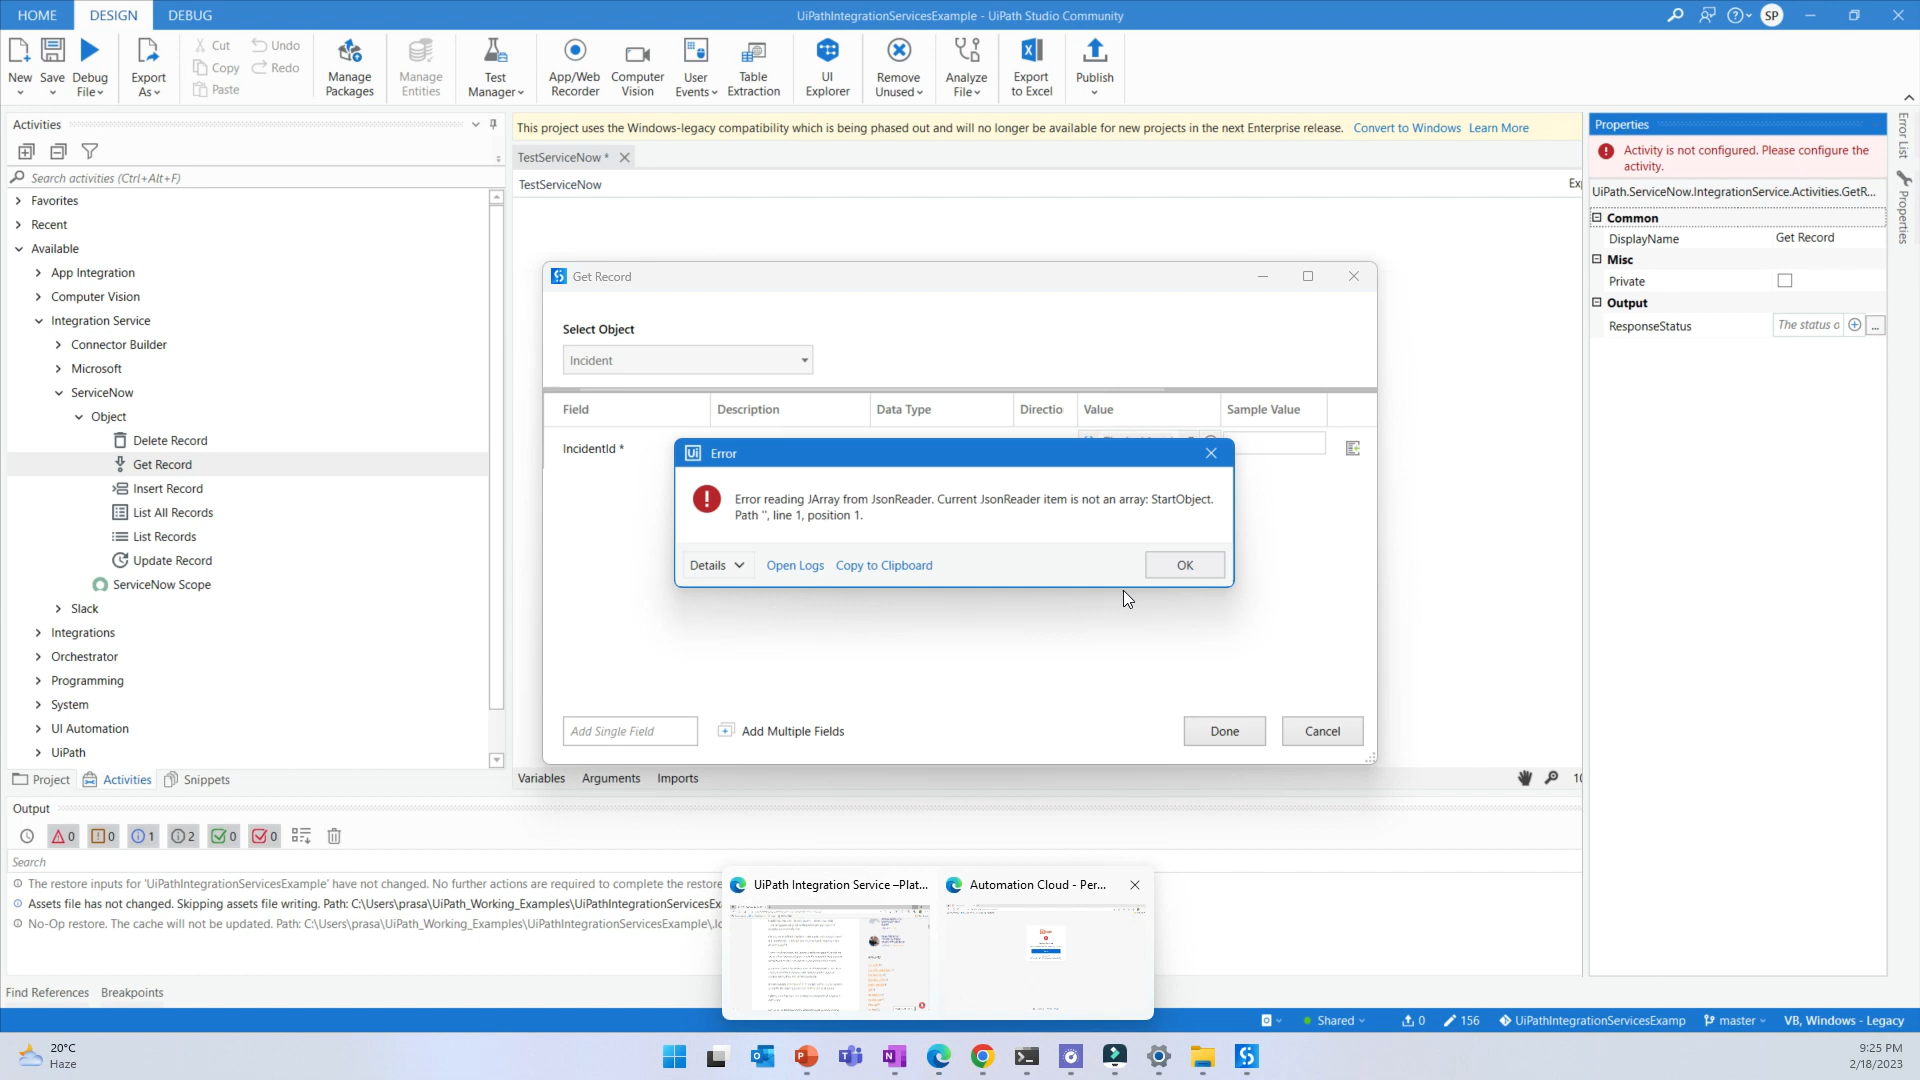 HOME DESIGN DEBUG
UiPathIntegrationServicesExample - UiPath Studio Community
SP
New Save Debug File
Export As
Cut Copy Paste
Undo Redo
Manage Packages
Manage Entities
Test Manager
App/Web Recorder
Computer Vision
User Events
Table Extraction
UI Explorer
Remove Unused
Analyze File
Export to Excel
Publish
Activities
Search activities (Ctrl+Alt+F)
Favorites
Recent
Available
App Integration
Computer Vision
Integration Service
Connector Builder
Microsoft
ServiceNow
Object
Delete Record
Get Record
Insert Record
List All Records
List Records
Update Record
ServiceNow Scope
Slack
Integrations
Orchestrator
Programming
System
UI Automation
UiPath
Project Activities Snippets
This project uses the Windows-legacy compatibility which is being phased out and will no longer be available for new projects in the next Enterprise release. Convert to Windows Learn More
TestServiceNow *
TestServiceNow
Get Record
Select Object
Incident
Field Description Data Type Directio Value Sample Value
IncidentId *
Ui Error
Error reading JArray from JsonReader. Current JsonReader item is not an array: StartObject.
Path '', line 1, position 1.
Details Open Logs Copy to Clipboard OK
Add Single Field Add Multiple Fields Done Cancel
Variables Arguments Imports
Properties
Activity is not configured. Please configure the
activity.
UiPath.ServiceNow.IntegrationService.Activities.GetR...
Common
DisplayName Get Record
Misc
Private
Output
ResponseStatus The status o ...
Error List
Properties
Output
0 0 1 2 0 0
Search
The restore inputs for 'UiPathIntegrationServicesExample' have not changed. No further actions are required to complete the restore
Assets file has not changed. Skipping assets file writing. Path: C:\Users\prasa\UiPath_Working_Examples\UiPathIntegrationServicesEx
No-Op restore. The cache will not be updated. Path: C:\Users\prasa\UiPath_Working_Examples\UiPathIntegrationServicesExample\
UiPath Integration Service –Plat...
Automation Cloud - Per...
Find References Breakpoints
Shared 0 156 UiPathIntegrationServicesExamp master VB, Windows - Legacy
20°C
Haze
9:25 PM
2/18/2023